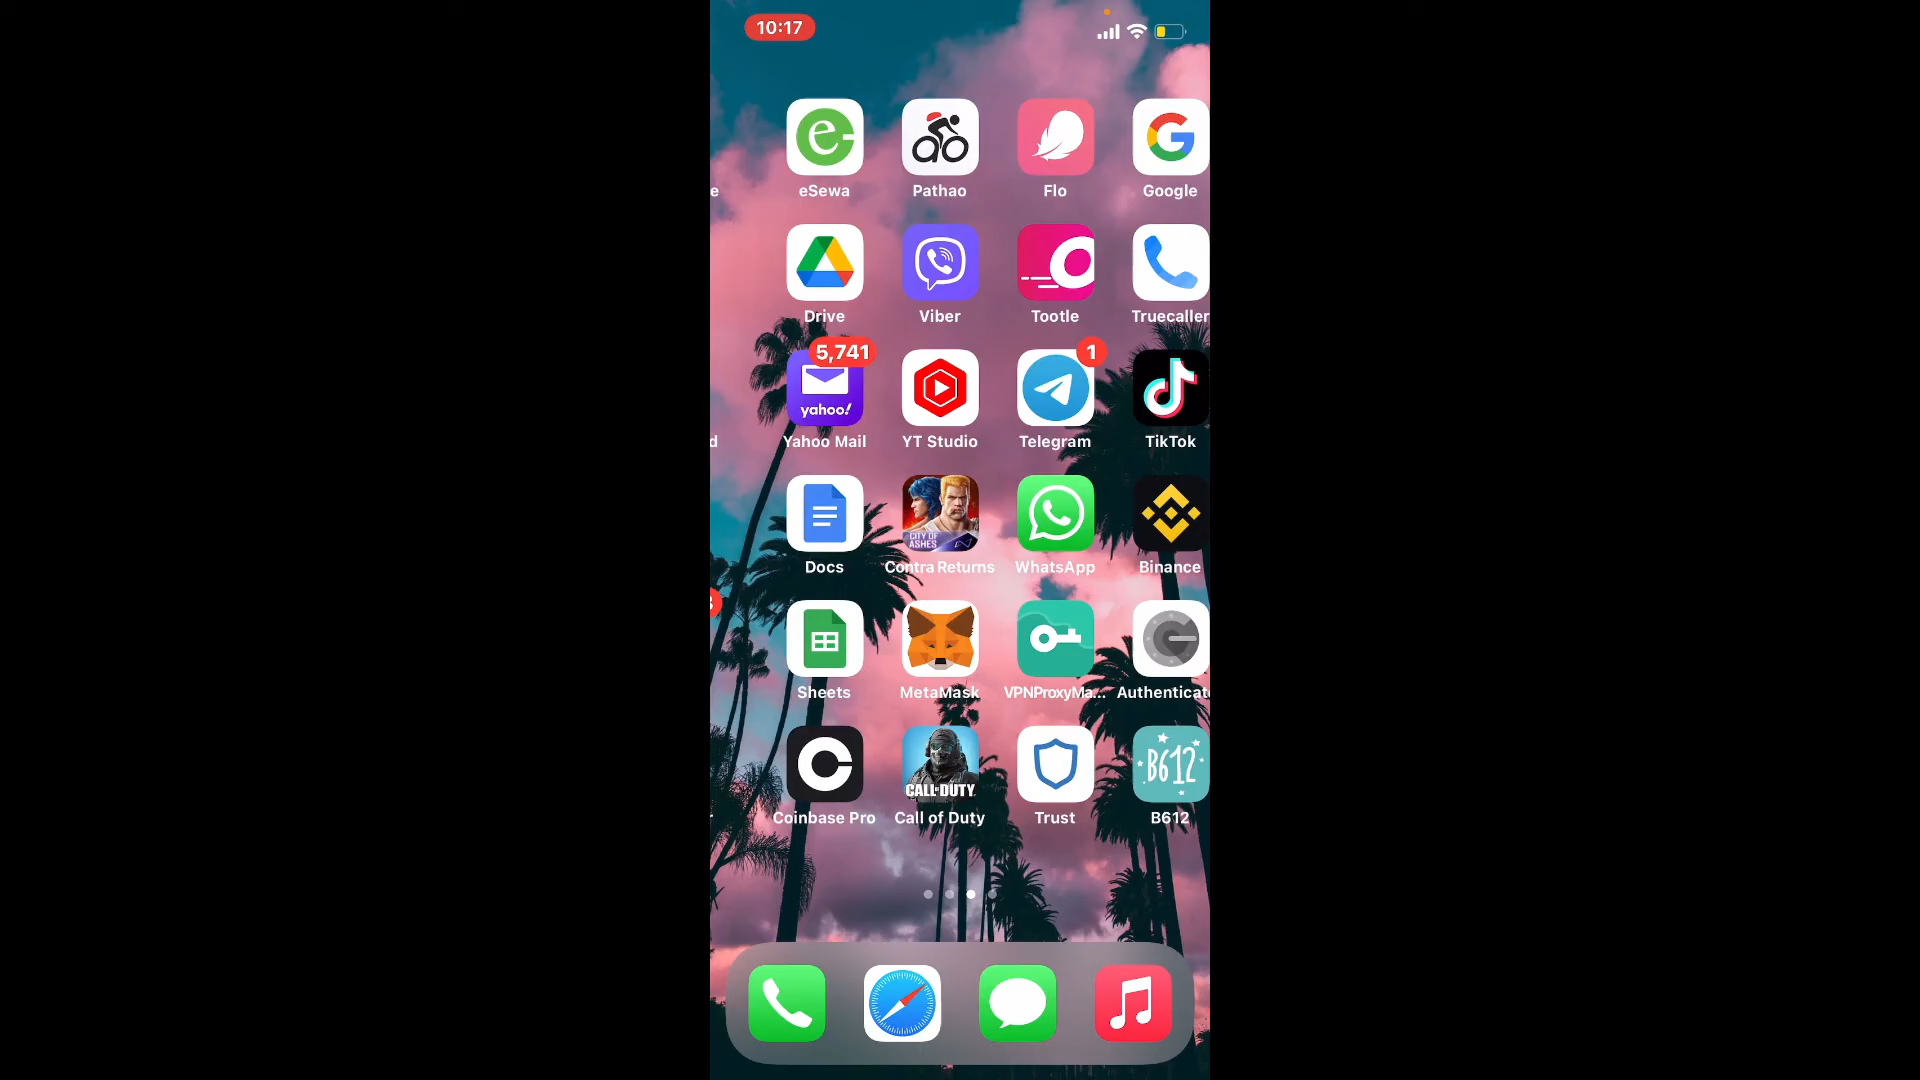 10:17
e
eSewa Pathao Flo Google
Drive Viber Tootle Truecaller
5,741 1
yahoo!
d Yahoo Mail YT Studio Telegram TikTok
CITY OF
ASHES
Docs Contra Returns WhatsApp Binance
Sheets MetaMask VPNProxyMa... Authenticat
B612
CALL OF DUTY
r Coinbase Pro Call of Duty Trust B612